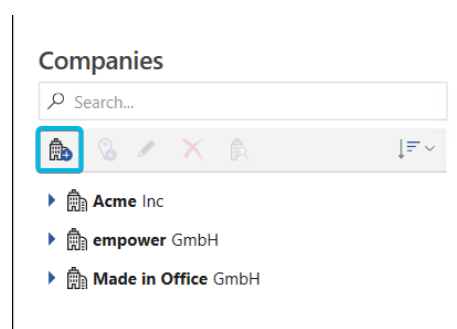 Companies
Search...
Acme Inc
empower GmbH
Made in Office GmbH